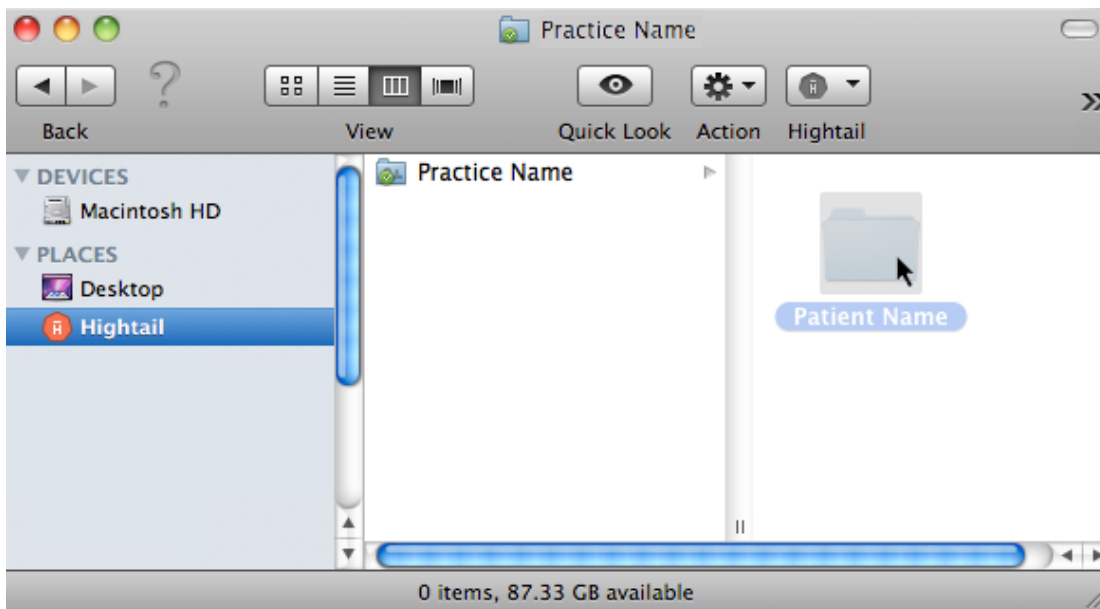 Practice Name
?
Back View Quick Look Action Hightail
DEVICES
Macintosh HD
PLACES
Desktop
Hightail
Practice Name
Patient Name
0 items, 87.33 GB available